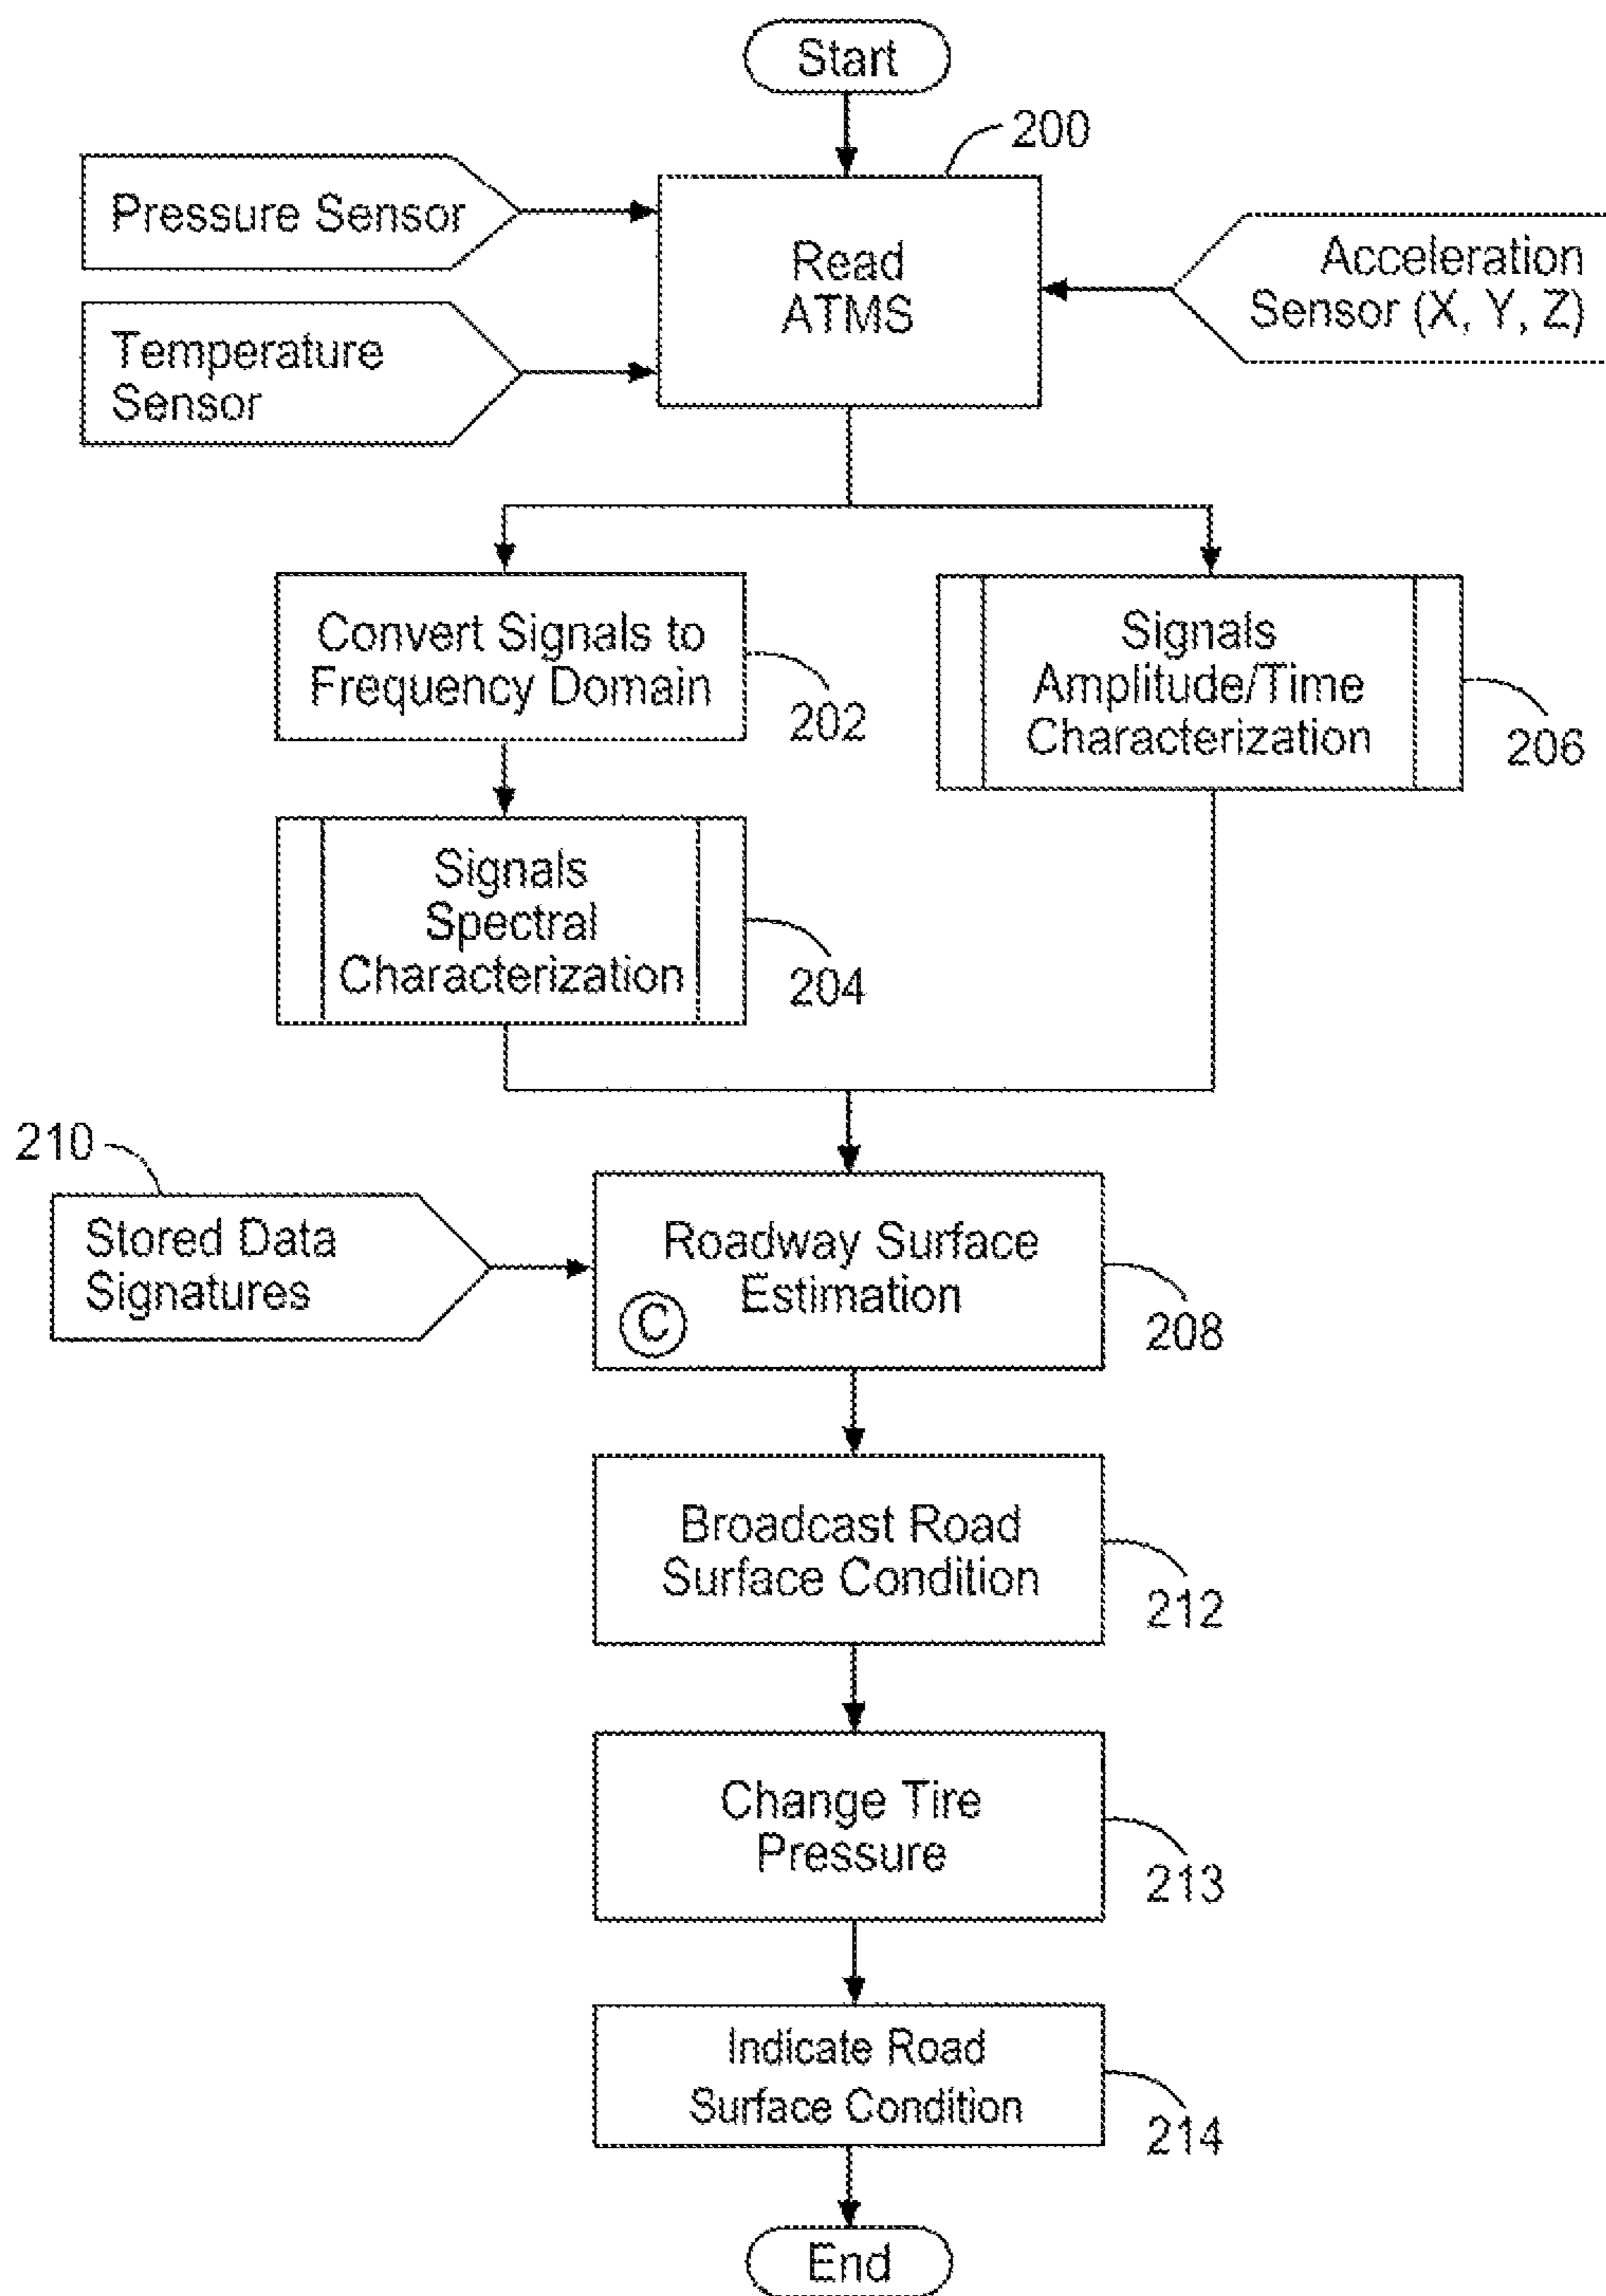 Start
200
Pressure Sensor
Read
ATMS
Acceleration
Sensor (X, Y, Z)
Temperature
Sensor
Convert Signals to
Frequency Domain
202
Signals
Amplitude/Time
Characterization
206
Signals
Spectral
Characterization
204
210
Stored Data
Signatures
Roadway Surface
Estimation
C
208
Broadcast Road
Surface Condition
212
Change Tire
Pressure
213
Indicate Road
Surface Condition
214
End